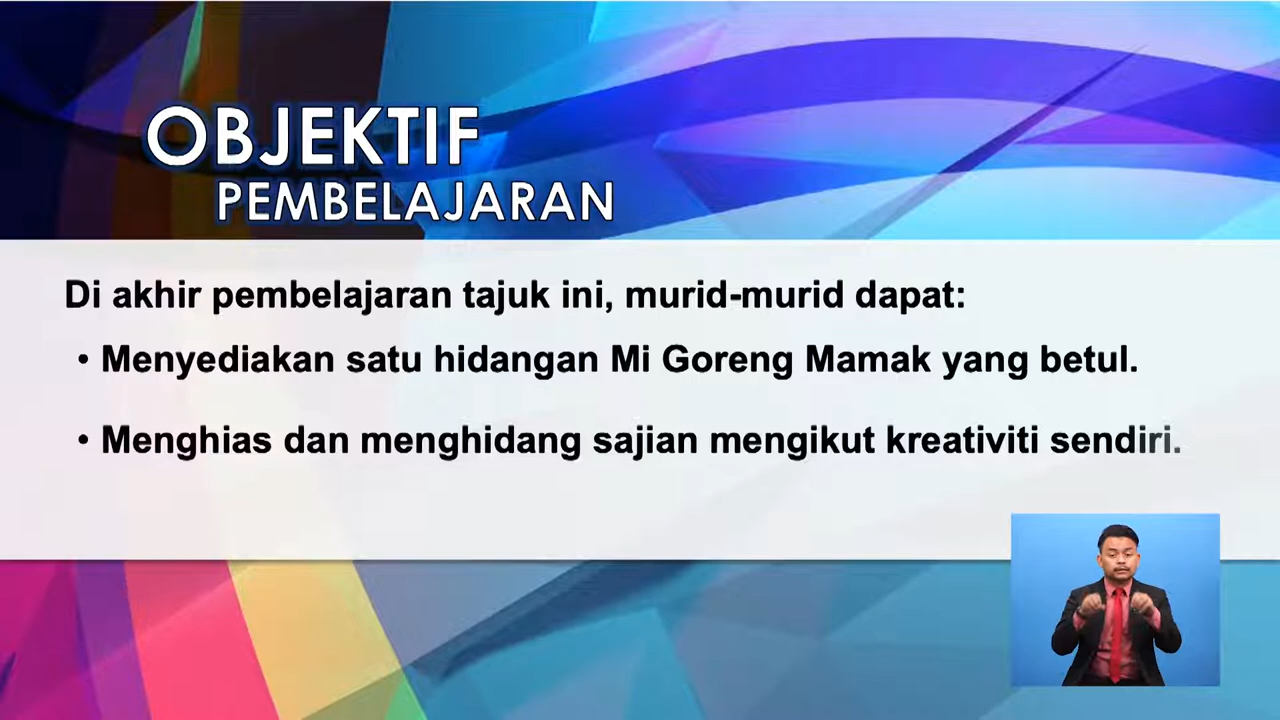 OBJEKTIF
PEMBELAJARAN
Di akhir pembelajaran tajuk ini, murid-murid dapat:
• Menyediakan satu hidangan Mi Goreng Mamak yang betul.
• Menghias dan menghidang sajian mengikut kreativiti sendiri.